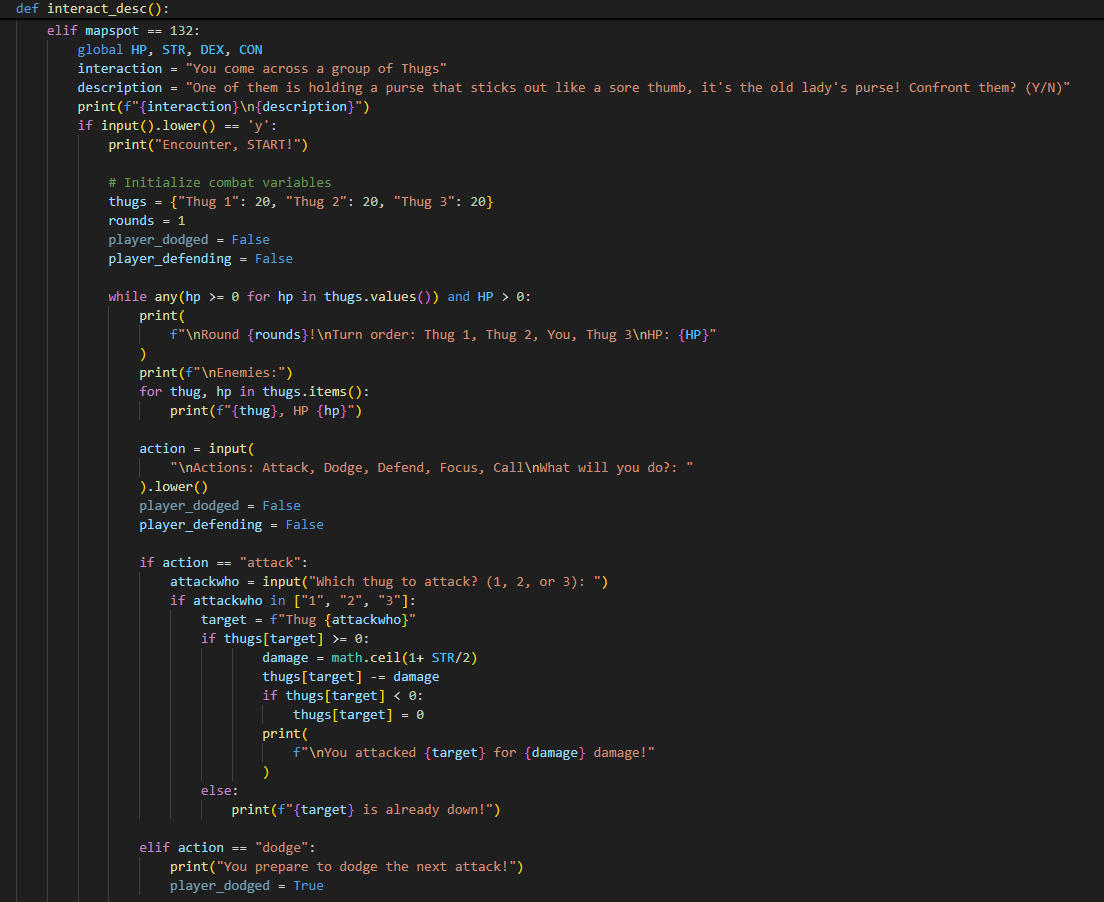 def interact_desc():
    elif mapspot == 132:
        global HP, STR, DEX, CON
        interaction = "You come across a group of Thugs"
        description = "One of them is holding a purse that sticks out like a sore thumb, it's the old lady's purse! Confront them? (Y/N)"
        print(f"{interaction}\n{description}")
        if input().lower() == 'y':
            print("Encounter, START!")

            # Initialize combat variables
            thugs = {"Thug 1": 20, "Thug 2": 20, "Thug 3": 20}
            rounds = 1
            player_dodged = False
            player_defending = False

            while any(hp >= 0 for hp in thugs.values()) and HP > 0:
                print(
                    f"\nRound {rounds}!\nTurn order: Thug 1, Thug 2, You, Thug 3\nHP: {HP}"
                )
                print(f"\nEnemies:")
                for thug, hp in thugs.items():
                    print(f"{thug}, HP {hp}")

                action = input(
                    "\nActions: Attack, Dodge, Defend, Focus, Call\nWhat will you do?: "
                ).lower()
                player_dodged = False
                player_defending = False

                if action == "attack":
                    attackwho = input("Which thug to attack? (1, 2, or 3): ")
                    if attackwho in ["1", "2", "3"]:
                        target = f"Thug {attackwho}"
                        if thugs[target] >= 0:
                                damage = math.ceil(1+ STR/2)
                                thugs[target] -= damage
                                if thugs[target] < 0:
                                    thugs[target] = 0
                                print(
                                    f"\nYou attacked {target} for {damage} damage!"
                                )
                        else:
                            print(f"{target} is already down!")

                elif action == "dodge":
                    print("You prepare to dodge the next attack!")
                    player_dodged = True